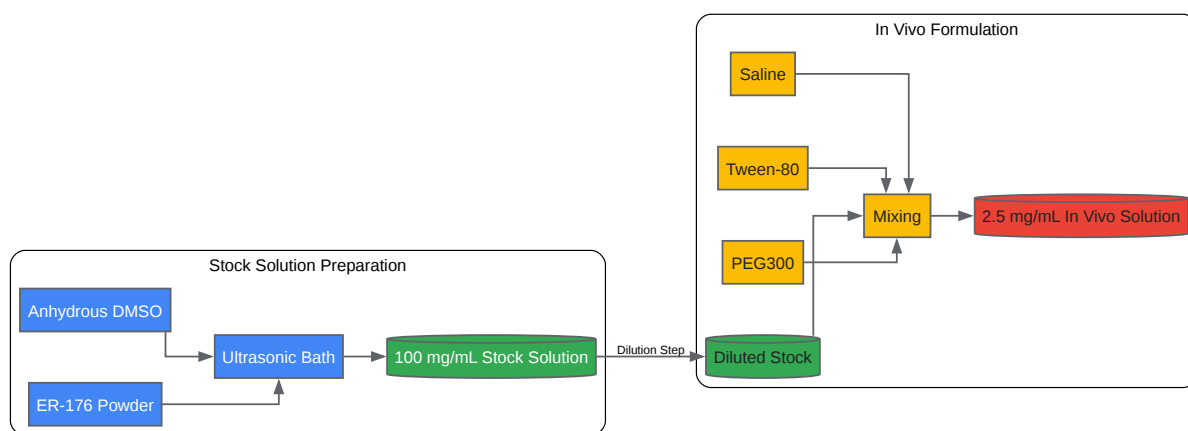 In Vivo Formulation
Saline
Tween-80
Mixing
2.5 mg/mL In Vivo Solution
PEG300
Stock Solution Preparation
Anhydrous DMSO
Ultrasonic Bath
100 mg/mL Stock Solution
Dilution Step
Diluted Stock
ER-176 Powder